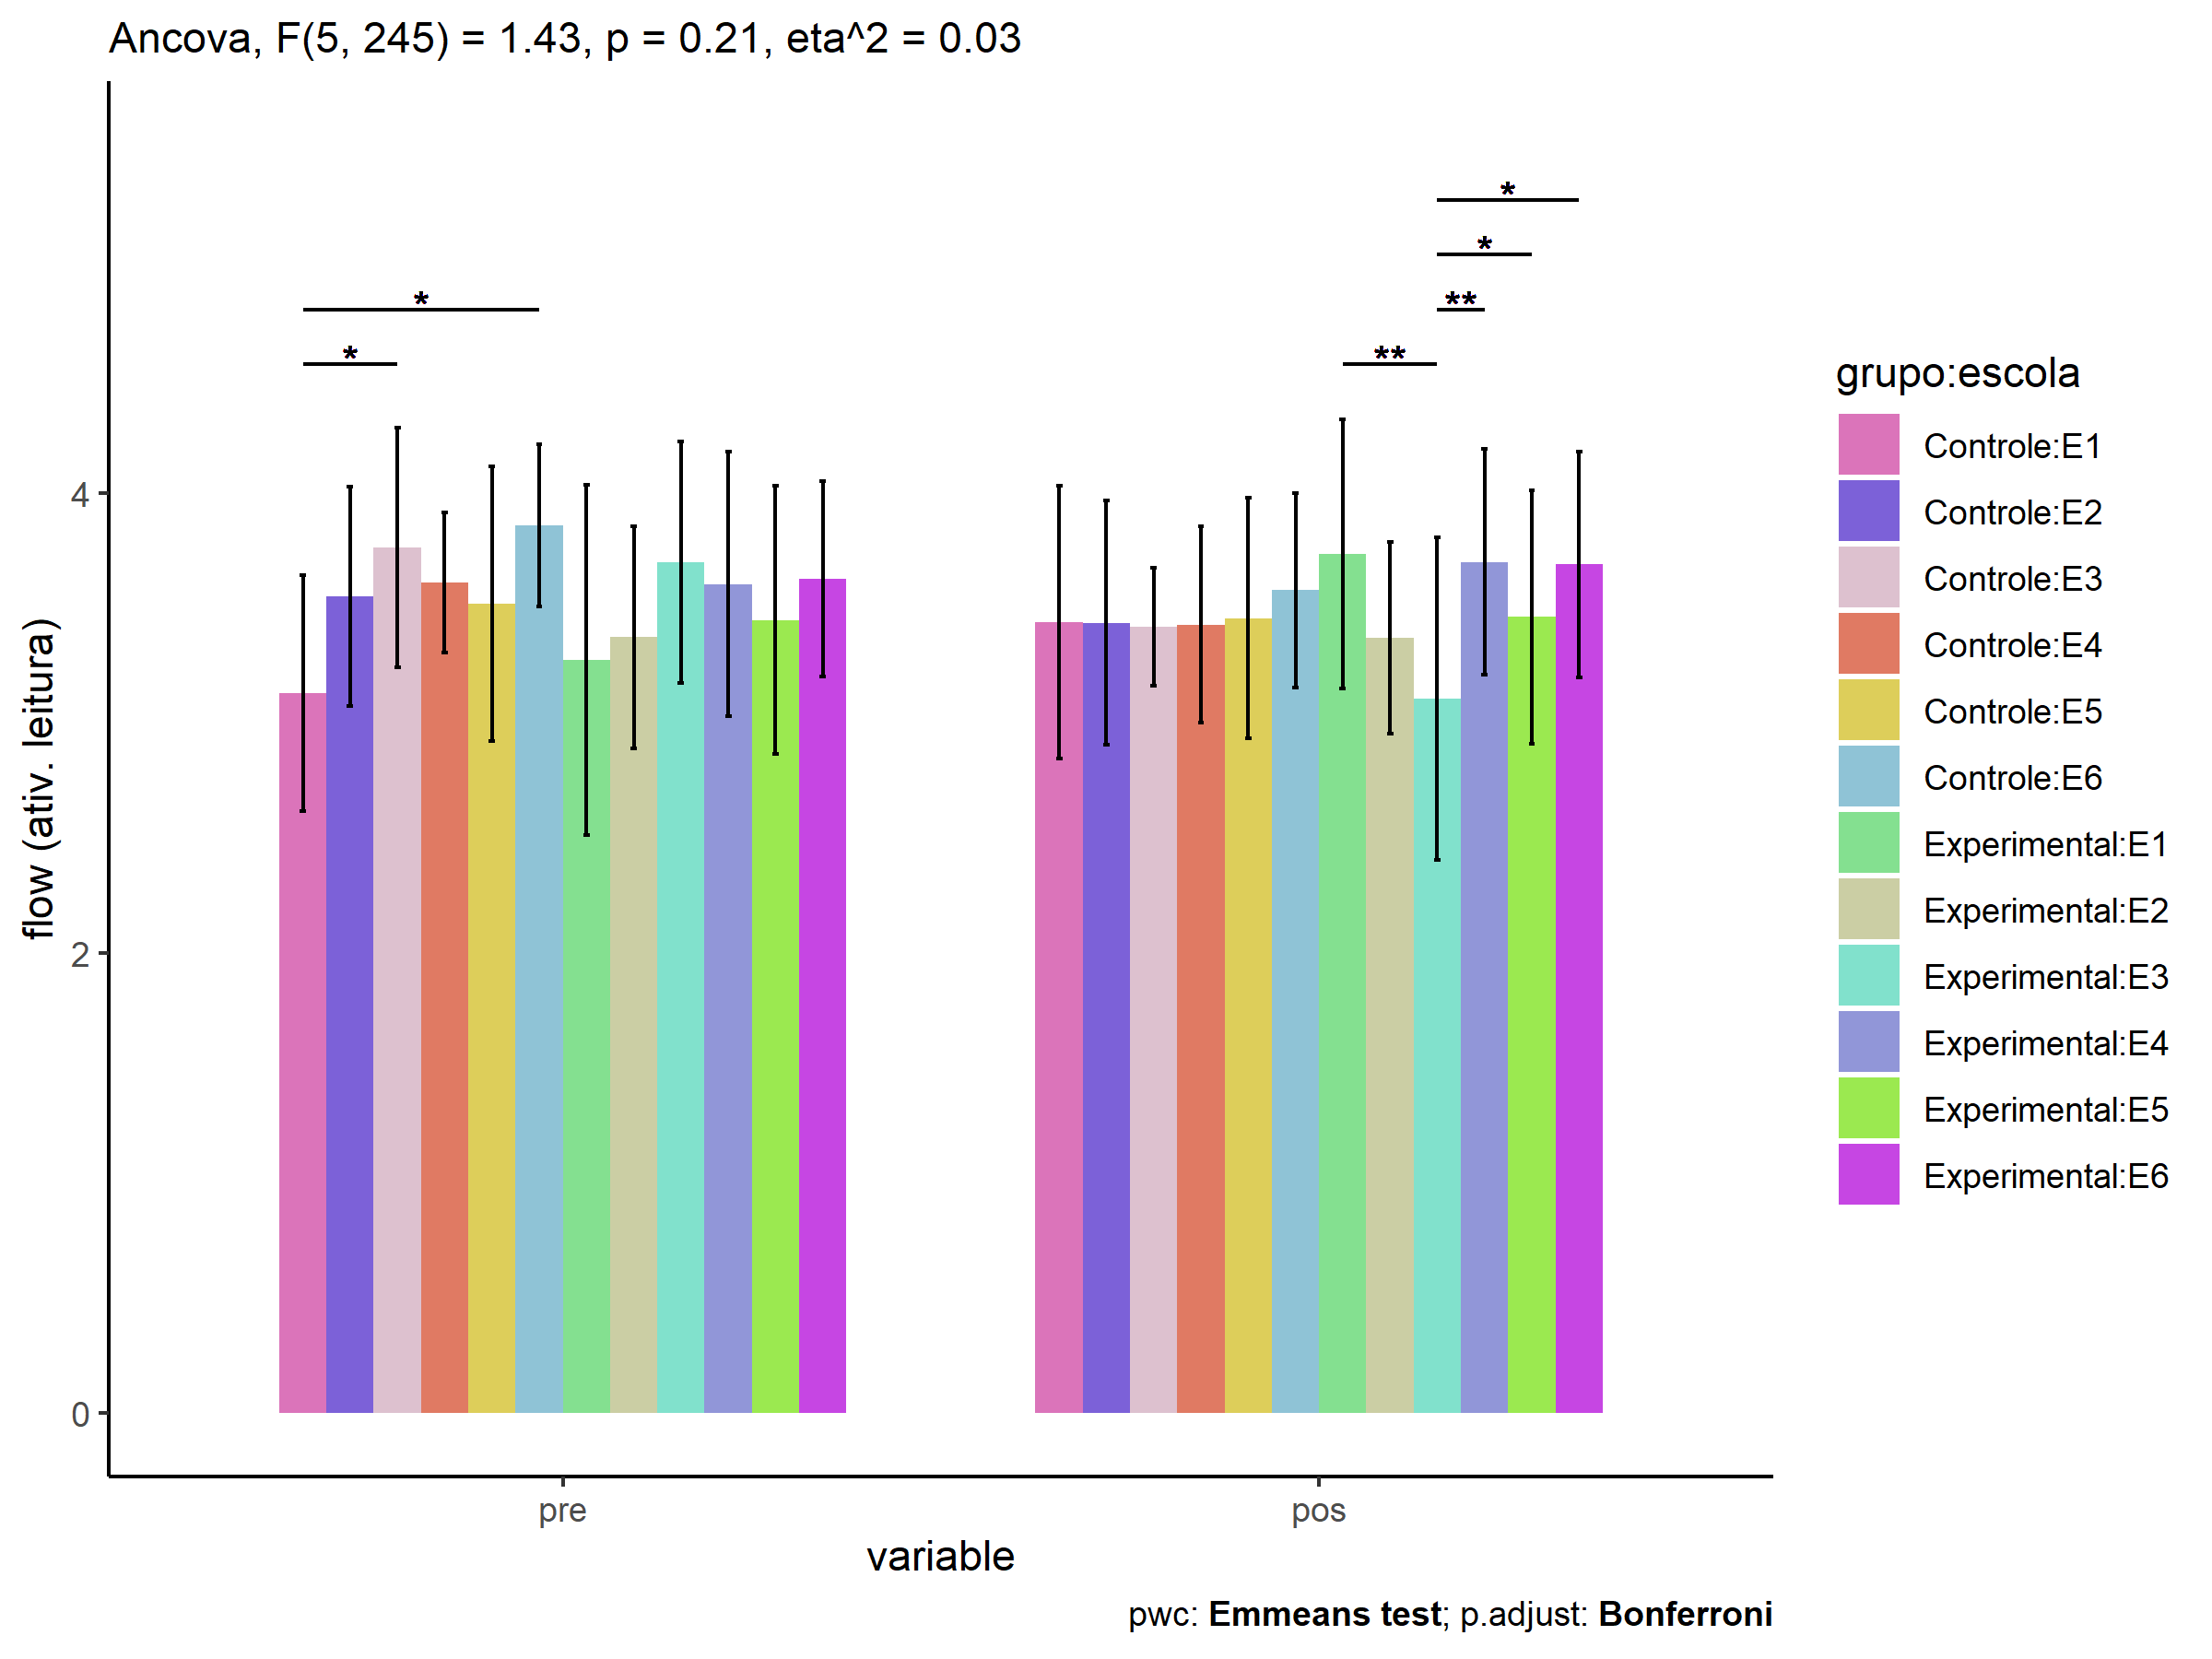 Ancova, F(5, 245) = 1.43, p = 0.21, eta^2 = 0.03
*
*
*
*
**
**
4
2
0
flow (ativ. leitura)
pre
pos
variable
pwc: Emmeans test; p.adjust: Bonferroni
grupo:escola
Controle:E1
Controle:E2
Controle:E3
Controle:E4
Controle:E5
Controle:E6
Experimental:E1
Experimental:E2
Experimental:E3
Experimental:E4
Experimental:E5
Experimental:E6